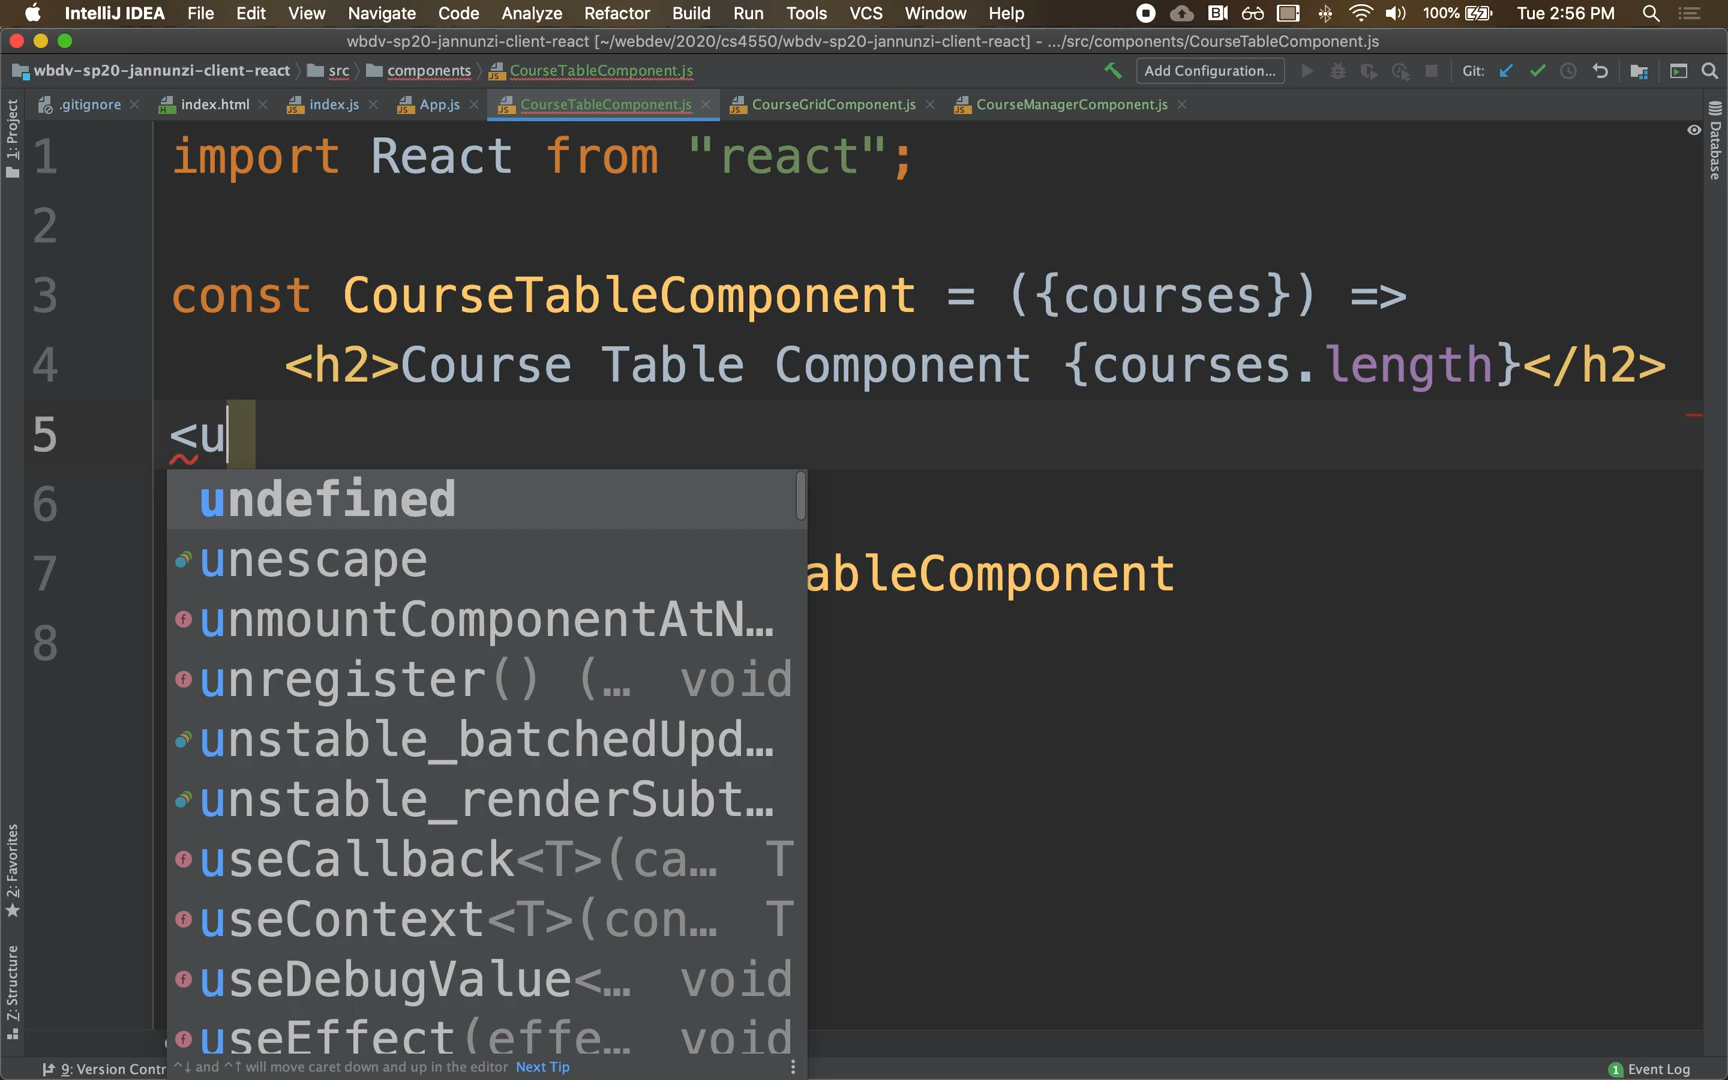 IntelliJ IDEA File Edit View Navigate Code Analyze Refactor Build Run Tools VCS Window Help 100% Tue 2:56 PM
wbdv-sp20-jannunzi-client-react [~/webdev/2020/cs4550/wbdv-sp20-jannunzi-client-react] - .../src/components/CourseTableComponent.js
wbdv-sp20-jannunzi-client-react src components CourseTableComponent.js Add Configuration... Git:
.gitignore index.html index.js App.js CourseTableComponent.js CourseGridComponent.js CourseManagerComponent.js
1: Project
Database
1 import React from "react";
2
3 const CourseTableComponent = ({courses}) =>
4 <h2>Course Table Component {courses.length}</h2>
5 <u
6
7 ableComponent
8
undefined
unescape
unmountComponentAtN…
unregister() (… void
unstable_batchedUpd…
unstable_renderSubt…
useCallback<T>(ca… T
useContext<T>(con… T
useDebugValue<… void
useEffect(effe… void
^↓ and ^↑ will move caret down and up in the editor Next Tip
2: Favorites
Z: Structure
9: Version Contr
1 Event Log